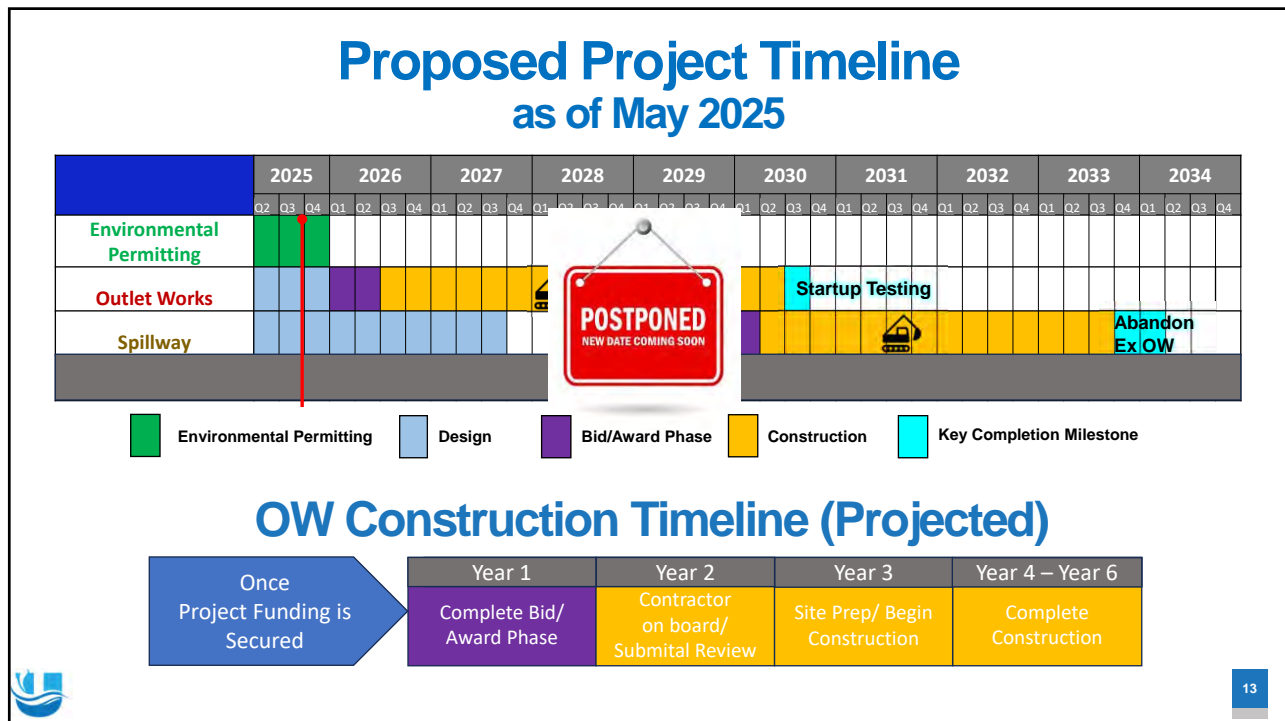 Proposed Project Timeline
as of May 2025
2025 2026 2027 2028 2029 2030 2031 2032 2033 2034
Q2 Q3 Q4 Q1 Q2 Q3 Q4 Q1 Q2 Q3 Q4 Q1 Q2 Q3 Q4 Q1 Q2 Q3 Q4 Q1 Q2 Q3 Q4 Q1 Q2 Q3 Q4 Q1 Q2 Q3 Q4 Q1 Q2 Q3 Q4 Q1 Q2 Q3 Q4
Environmental
Permitting
Outlet Works
Startup Testing
Spillway
Abandon
Ex OW
POSTPONED
NEW DATE COMING SOON
Environmental Permitting
Design
Bid/Award Phase
Construction
Key Completion Milestone
OW Construction Timeline (Projected)
Once
Project Funding is
Secured
Year 1 Year 2 Year 3 Year 4 – Year 6
Complete Bid/
Award Phase
Contractor
on board/
Submital Review
Site Prep/ Begin
Construction
Complete
Construction
13